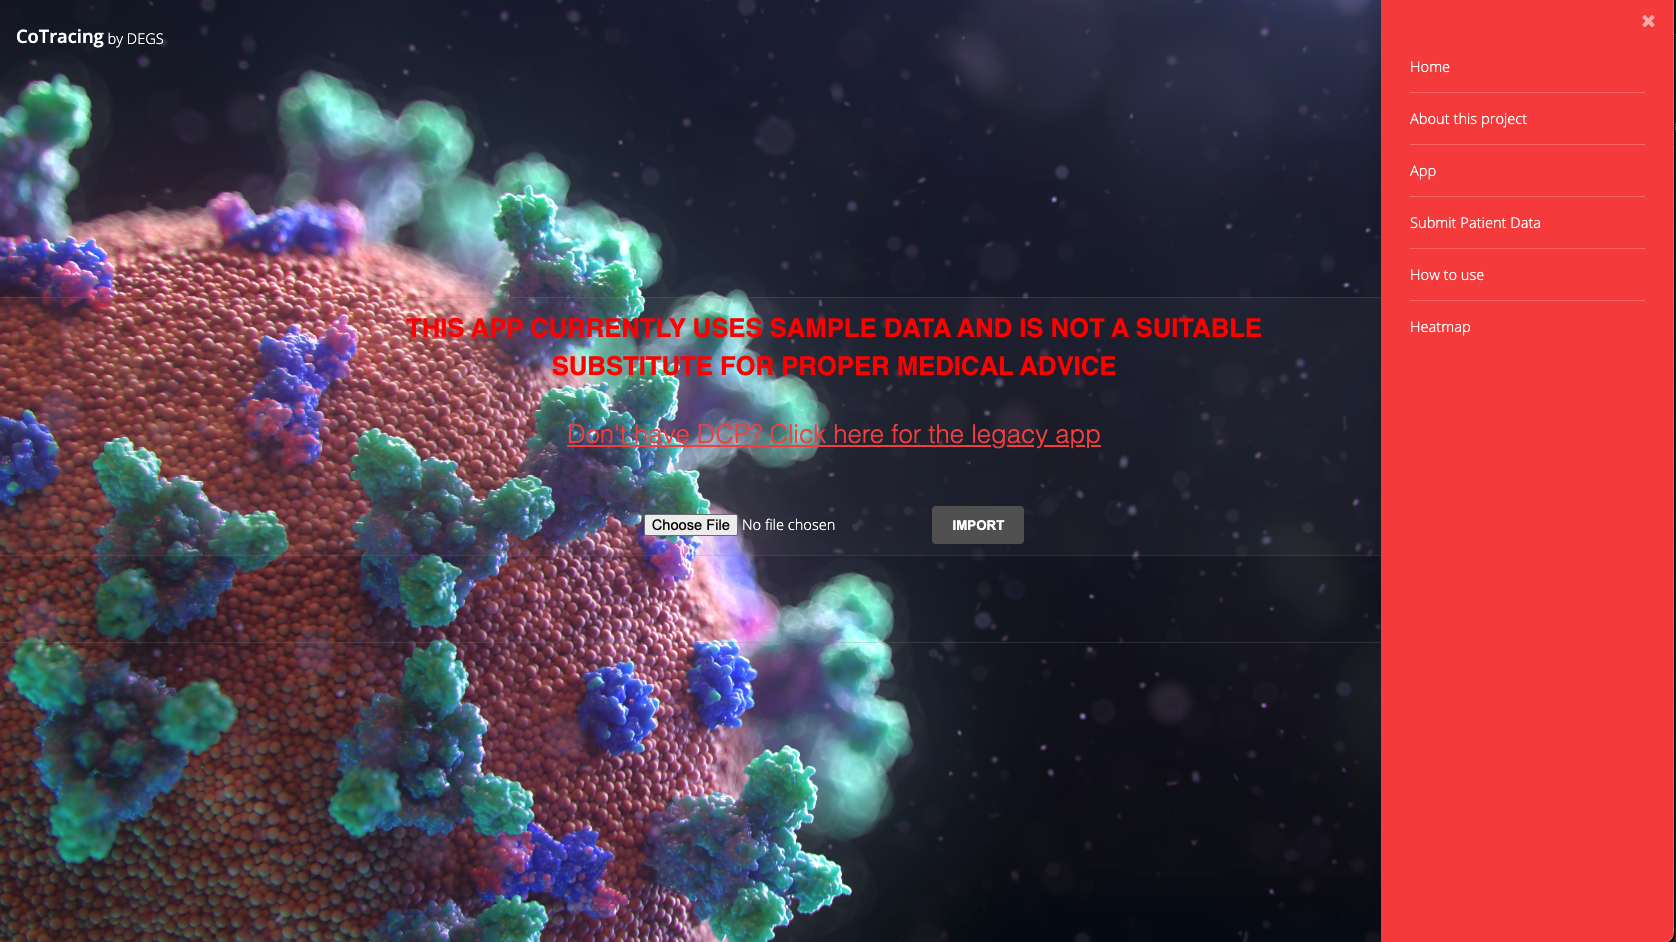 CoTracing by DEGS
Home
About this project
App
Submit Patient Data
How to use
Heatmap
THIS APP CURRENTLY USES SAMPLE DATA AND IS NOT A SUITABLE
SUBSTITUTE FOR PROPER MEDICAL ADVICE
Don't have DCP? Click here for the legacy app
Choose File No file chosen
IMPORT